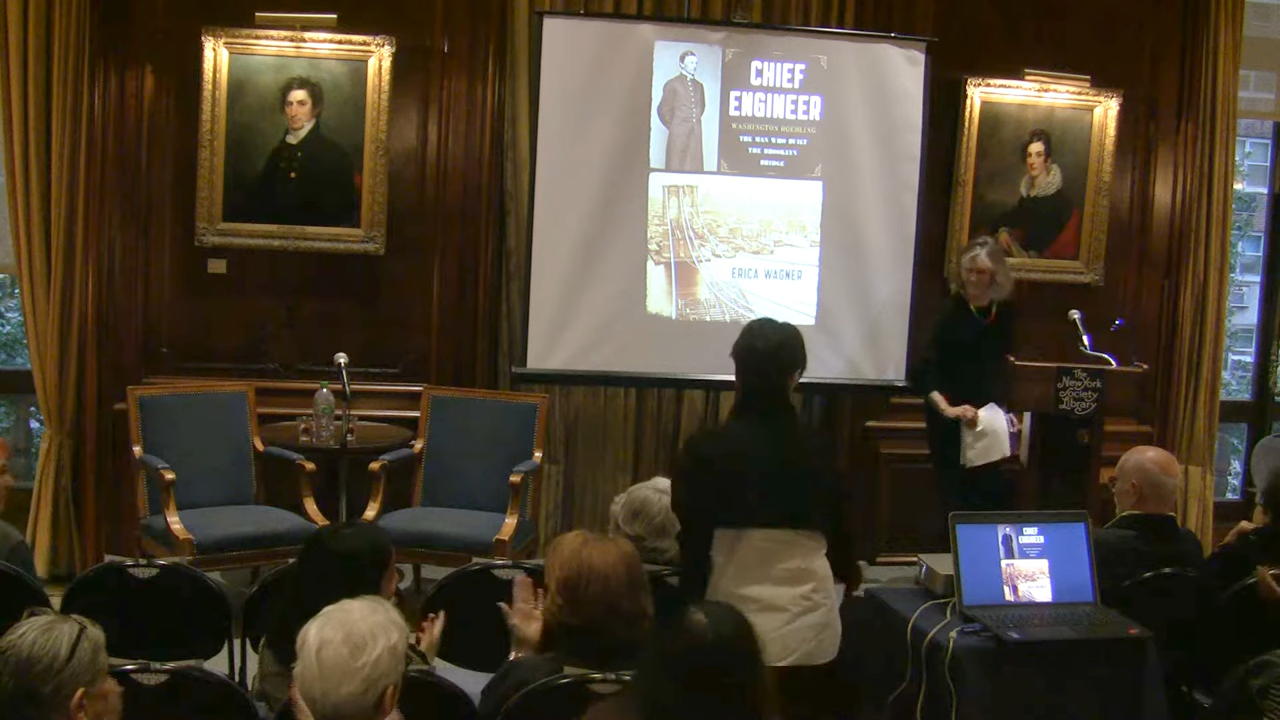 CHIEF
ENGINEER
WASHINGTON ROEBLING
THE MAN WHO BUILT
THE BROOKLYN
BRIDGE
ERICA WAGNER
The
New York
Society
Library
CHIEF
ENGINEER